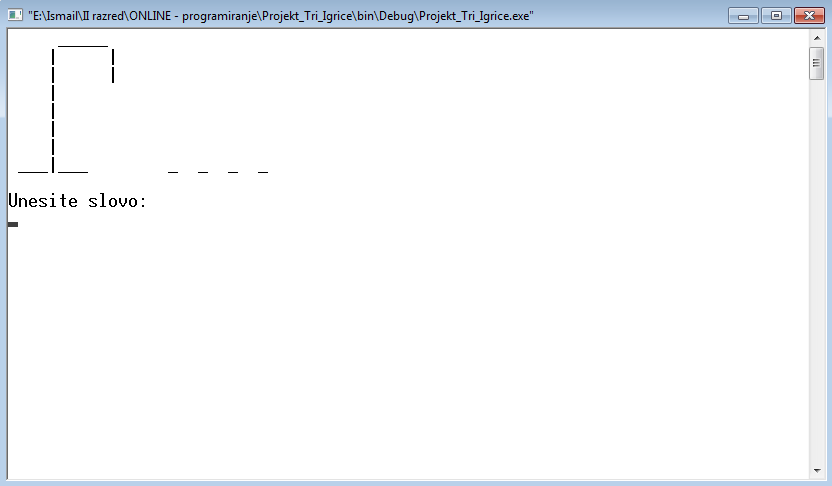 "E:\Ismail\II razred\ONLINE - programiranje\Projekt_Tri_Igrice\bin\Debug\Projekt_Tri_Igrice.exe"
_ _ _ _
Unesite slovo: